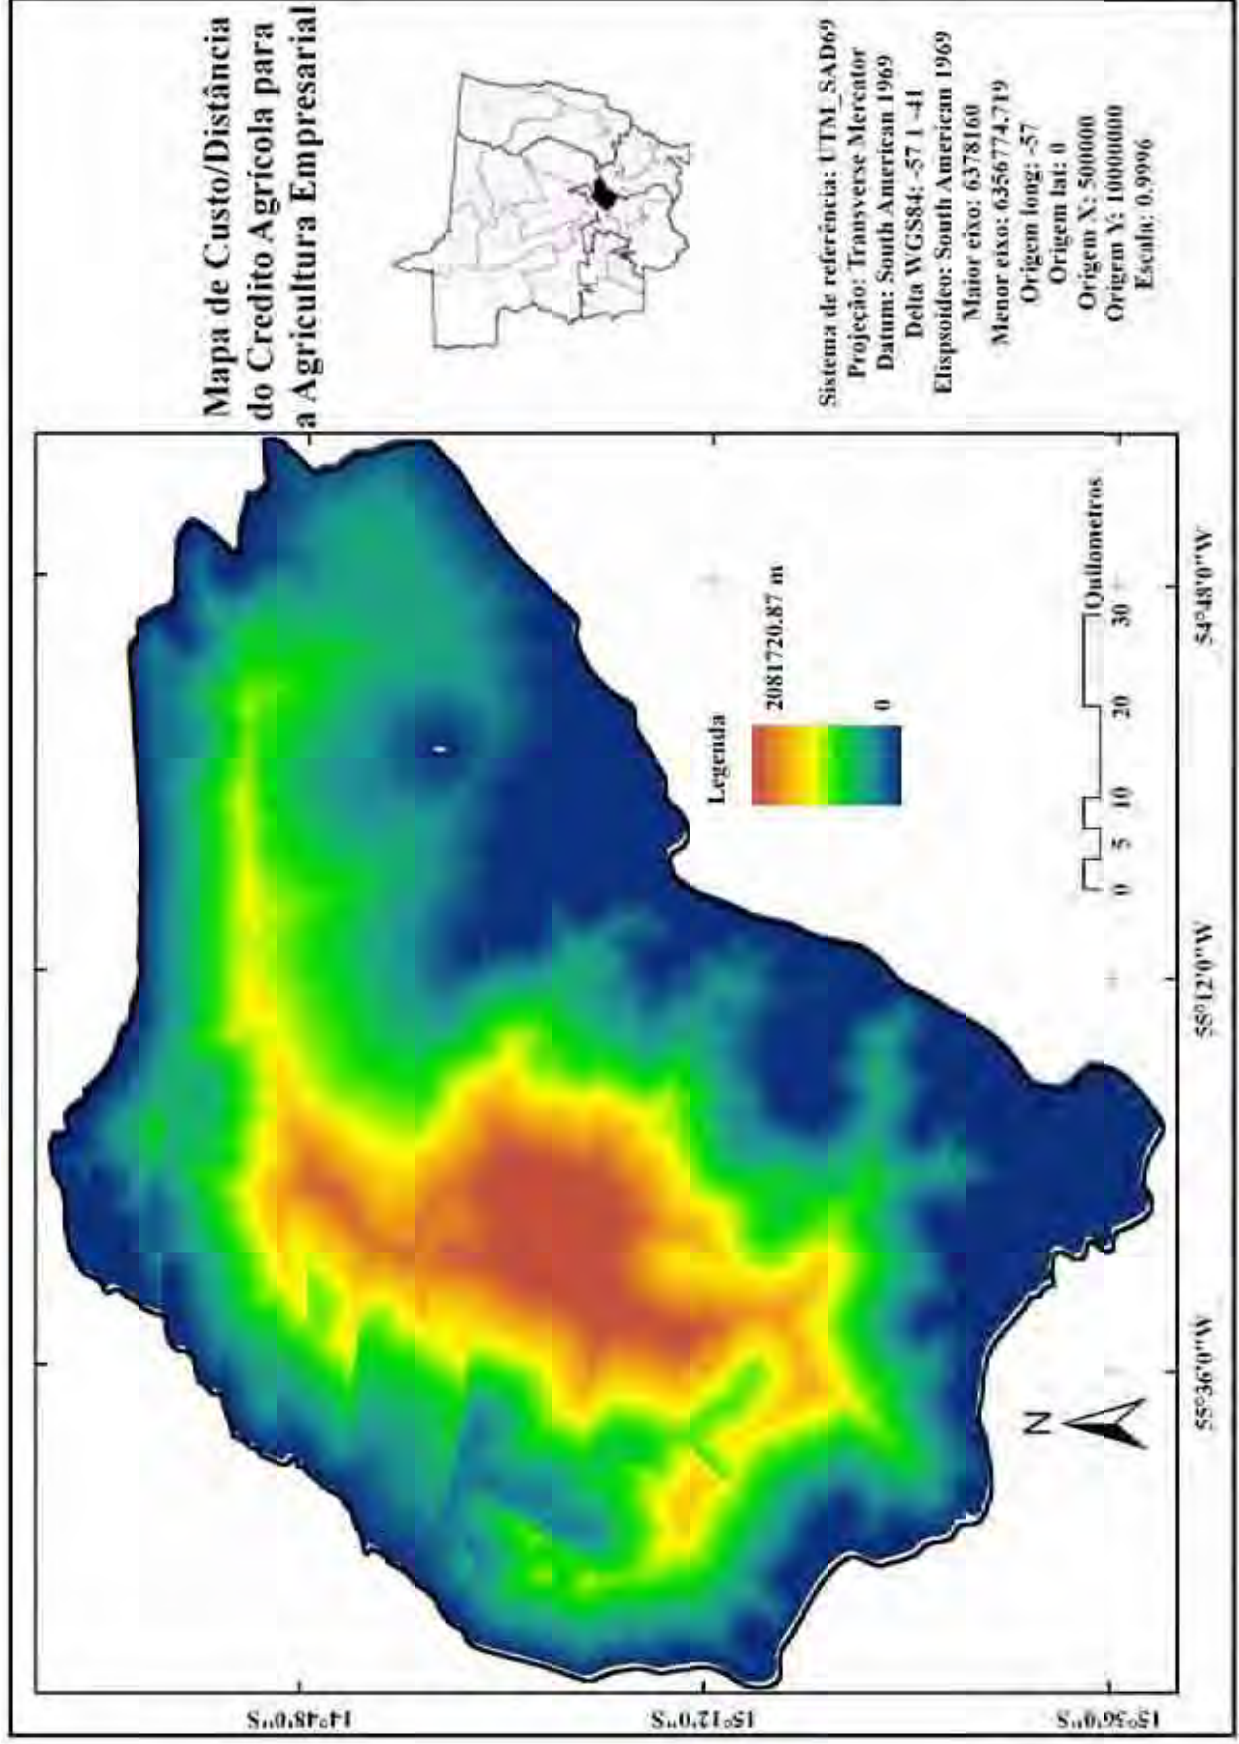 Mapa de Custo/Distância
do Credito Agrícola para
a Agricultura Empresarial
Sistema de referência: UTM_SAD69
Projeção: Transverse Mercator
Datum: South American 1969
Delta WGS84: -57 1 -41
Elispsoideo: South American 1969
Maior eixo: 6378160
Menor eixo: 6356774.719
Origem long: -57
Origem lat: 0
Origem X: 500000
Origem Y: 10000000
Escala: 0.9996
Legenda
2081720.87 m
0
0 5 10 20 30
Quilometros
N
55°36'0"W 55°12'0"W 54°48'0"W
14°48'0"S
15°12'0"S
15°36'0"S